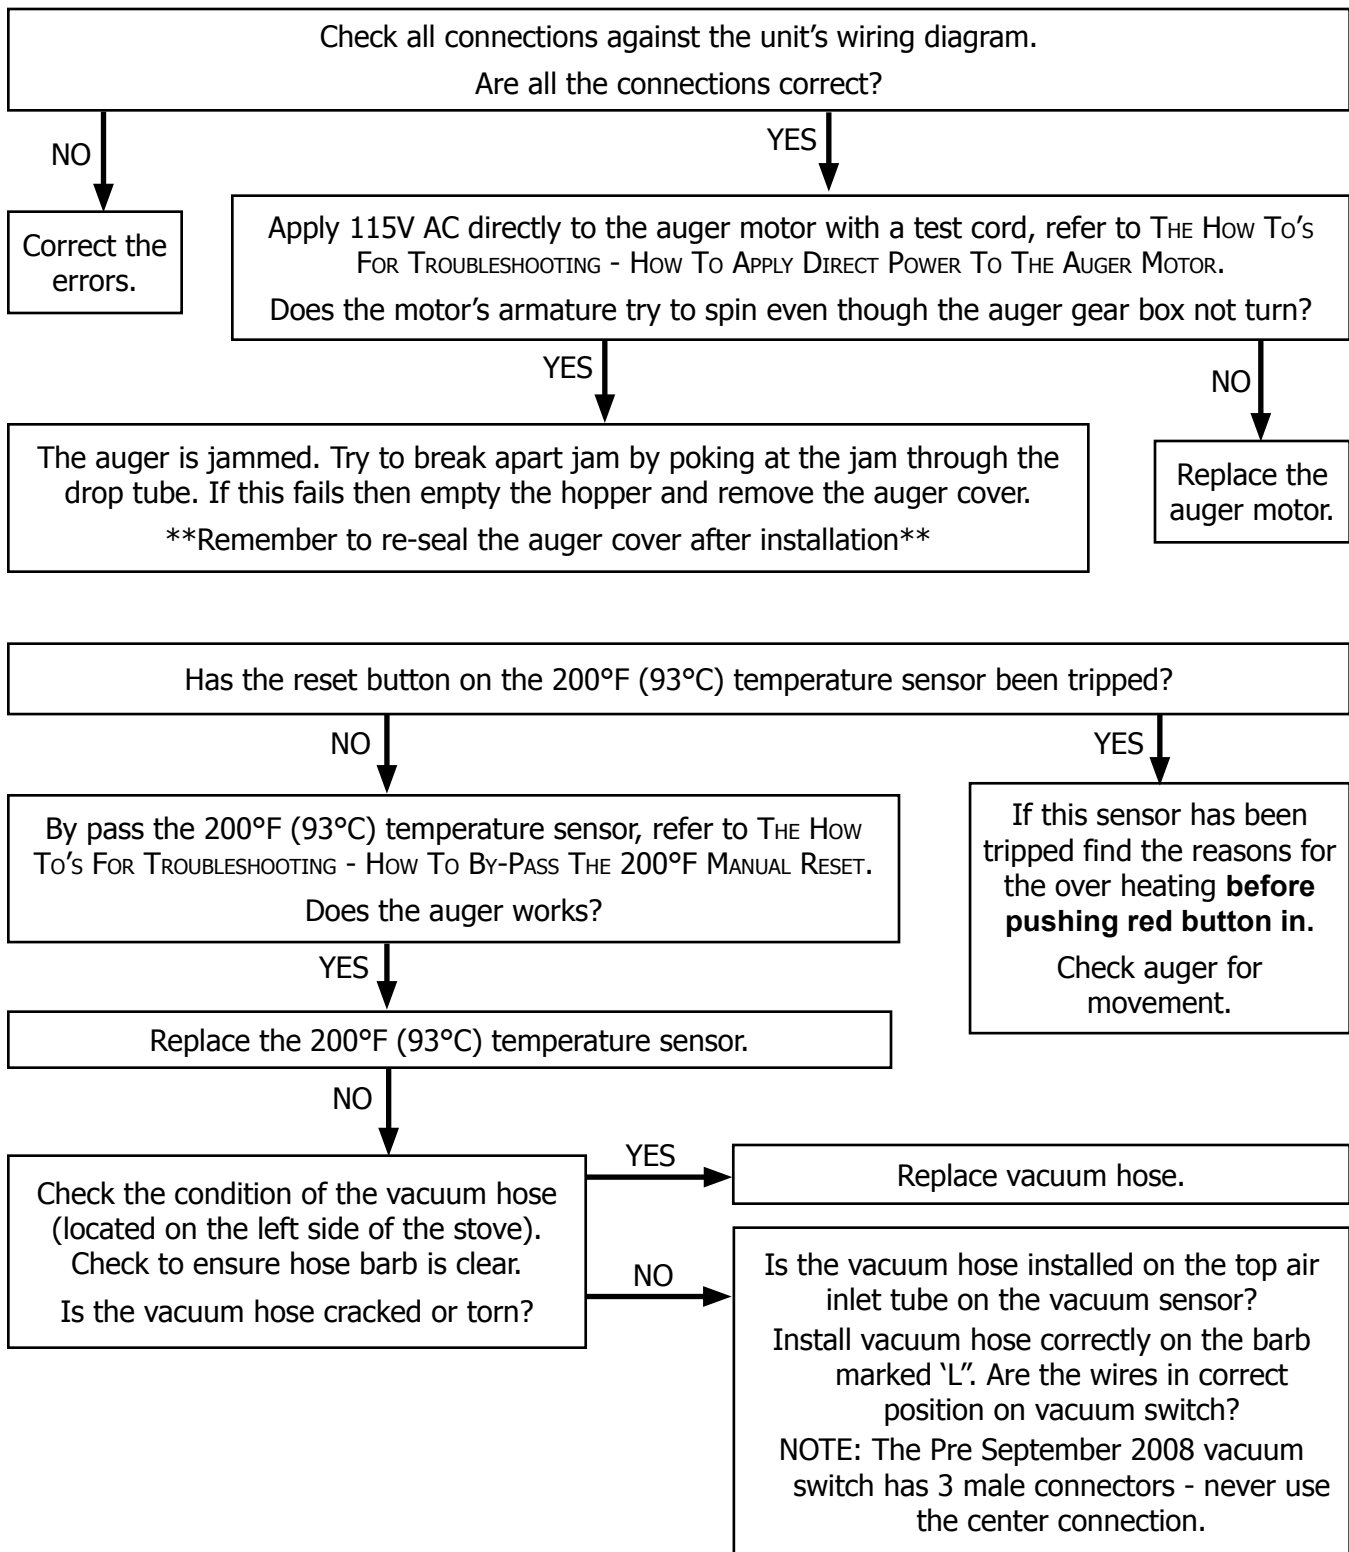 Check all connections against the unit's wiring diagram.
Are all the connections correct?
NO
YES
Correct the
errors.
Apply 115V AC directly to the auger motor with a test cord, refer to The How To's
For Troubleshooting - How To Apply Direct Power To The Auger Motor.
Does the motor's armature try to spin even though the auger gear box not turn?
YES
NO
The auger is jammed. Try to break apart jam by poking at the jam through the
drop tube. If this fails then empty the hopper and remove the auger cover.
**Remember to re-seal the auger cover after installation**
Replace the
auger motor.
Has the reset button on the 200°F (93°C) temperature sensor been tripped?
NO
YES
By pass the 200°F (93°C) temperature sensor, refer to The How
To's For Troubleshooting - How To By-Pass The 200°F Manual Reset.
Does the auger works?
If this sensor has been
tripped find the reasons for
the over heating before
pushing red button in.
Check auger for
movement.
YES
Replace the 200°F (93°C) temperature sensor.
NO
Check the condition of the vacuum hose
(located on the left side of the stove).
Check to ensure hose barb is clear.
Is the vacuum hose cracked or torn?
YES
Replace vacuum hose.
NO
Is the vacuum hose installed on the top air
inlet tube on the vacuum sensor?
Install vacuum hose correctly on the barb
marked ‘L”. Are the wires in correct
position on vacuum switch?
NOTE: The Pre September 2008 vacuum
switch has 3 male connectors - never use
the center connection.